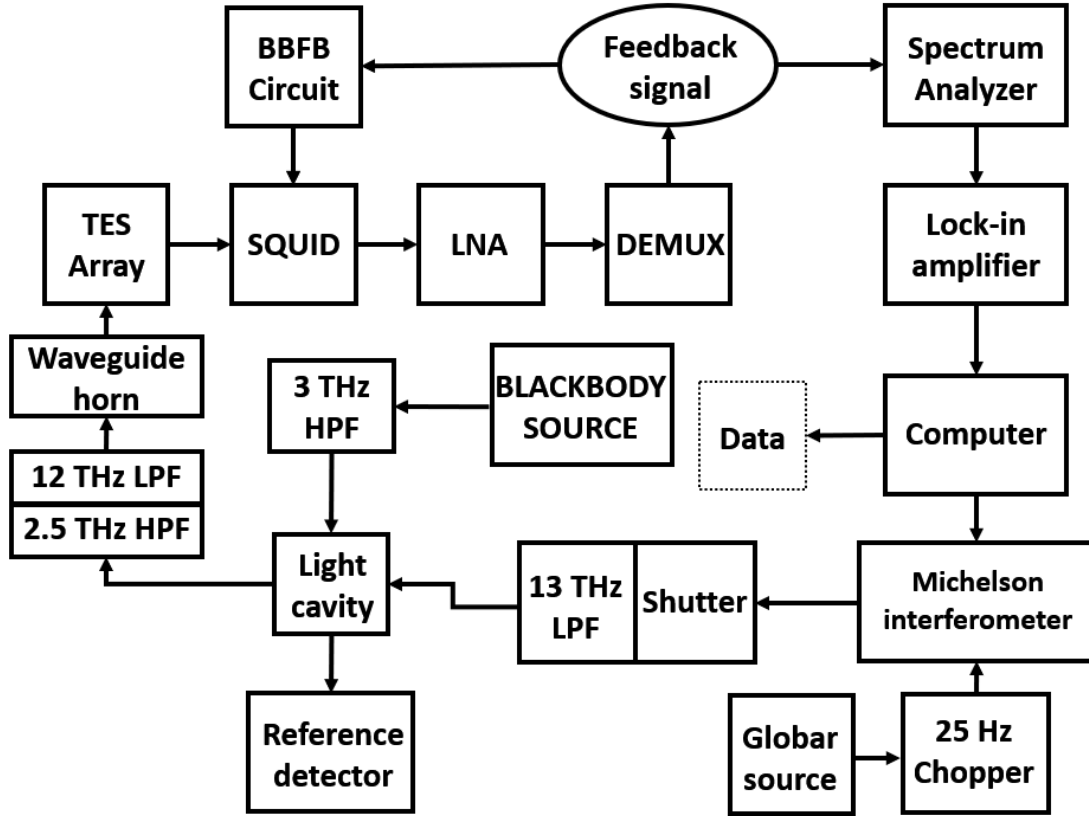 BBFB
Circuit
Feedback
signal
Spectrum
Analyzer
TES
Array
SQUID
LNA
DEMUX
Lock-in
amplifier
Waveguide
horn
3 THz
HPF
BLACKBODY
SOURCE
Data
Computer
12 THz LPF
2.5 THz HPF
Light
cavity
13 THz
LPF
Shutter
Michelson
interferometer
Reference
detector
Globar
source
25 Hz
Chopper